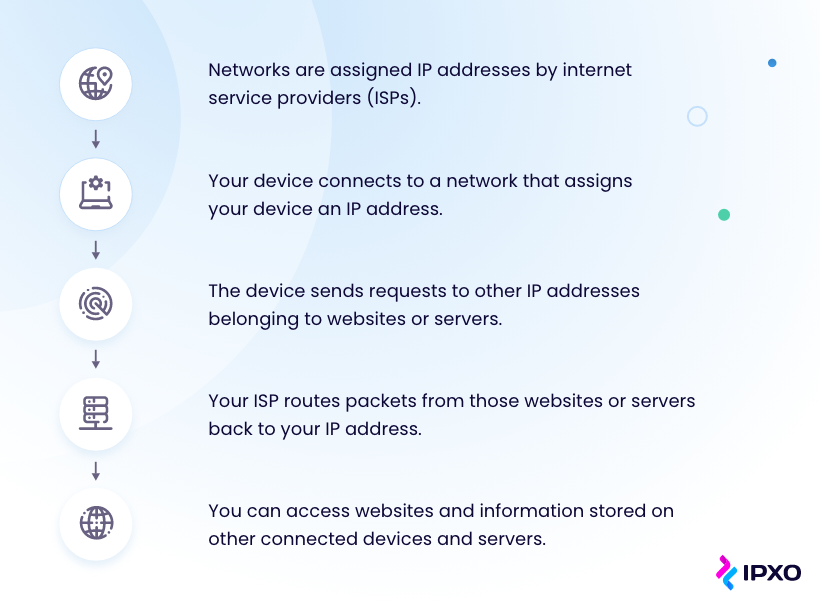 Networks are assigned IP addresses by internet
service providers (ISPs).
Your device connects to a network that assigns
your device an IP address.
The device sends requests to other IP addresses
belonging to websites or servers.
Your ISP routes packets from those websites or servers
back to your IP address.
You can access websites and information stored on
other connected devices and servers.
IPXO